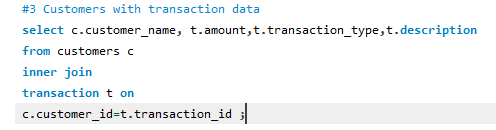 #3 Customers with transaction data
select c.customer_name, t.amount,t.transaction_type,t.description
from customers c
inner join
transaction t on
c.customer_id=t.transaction_id ;